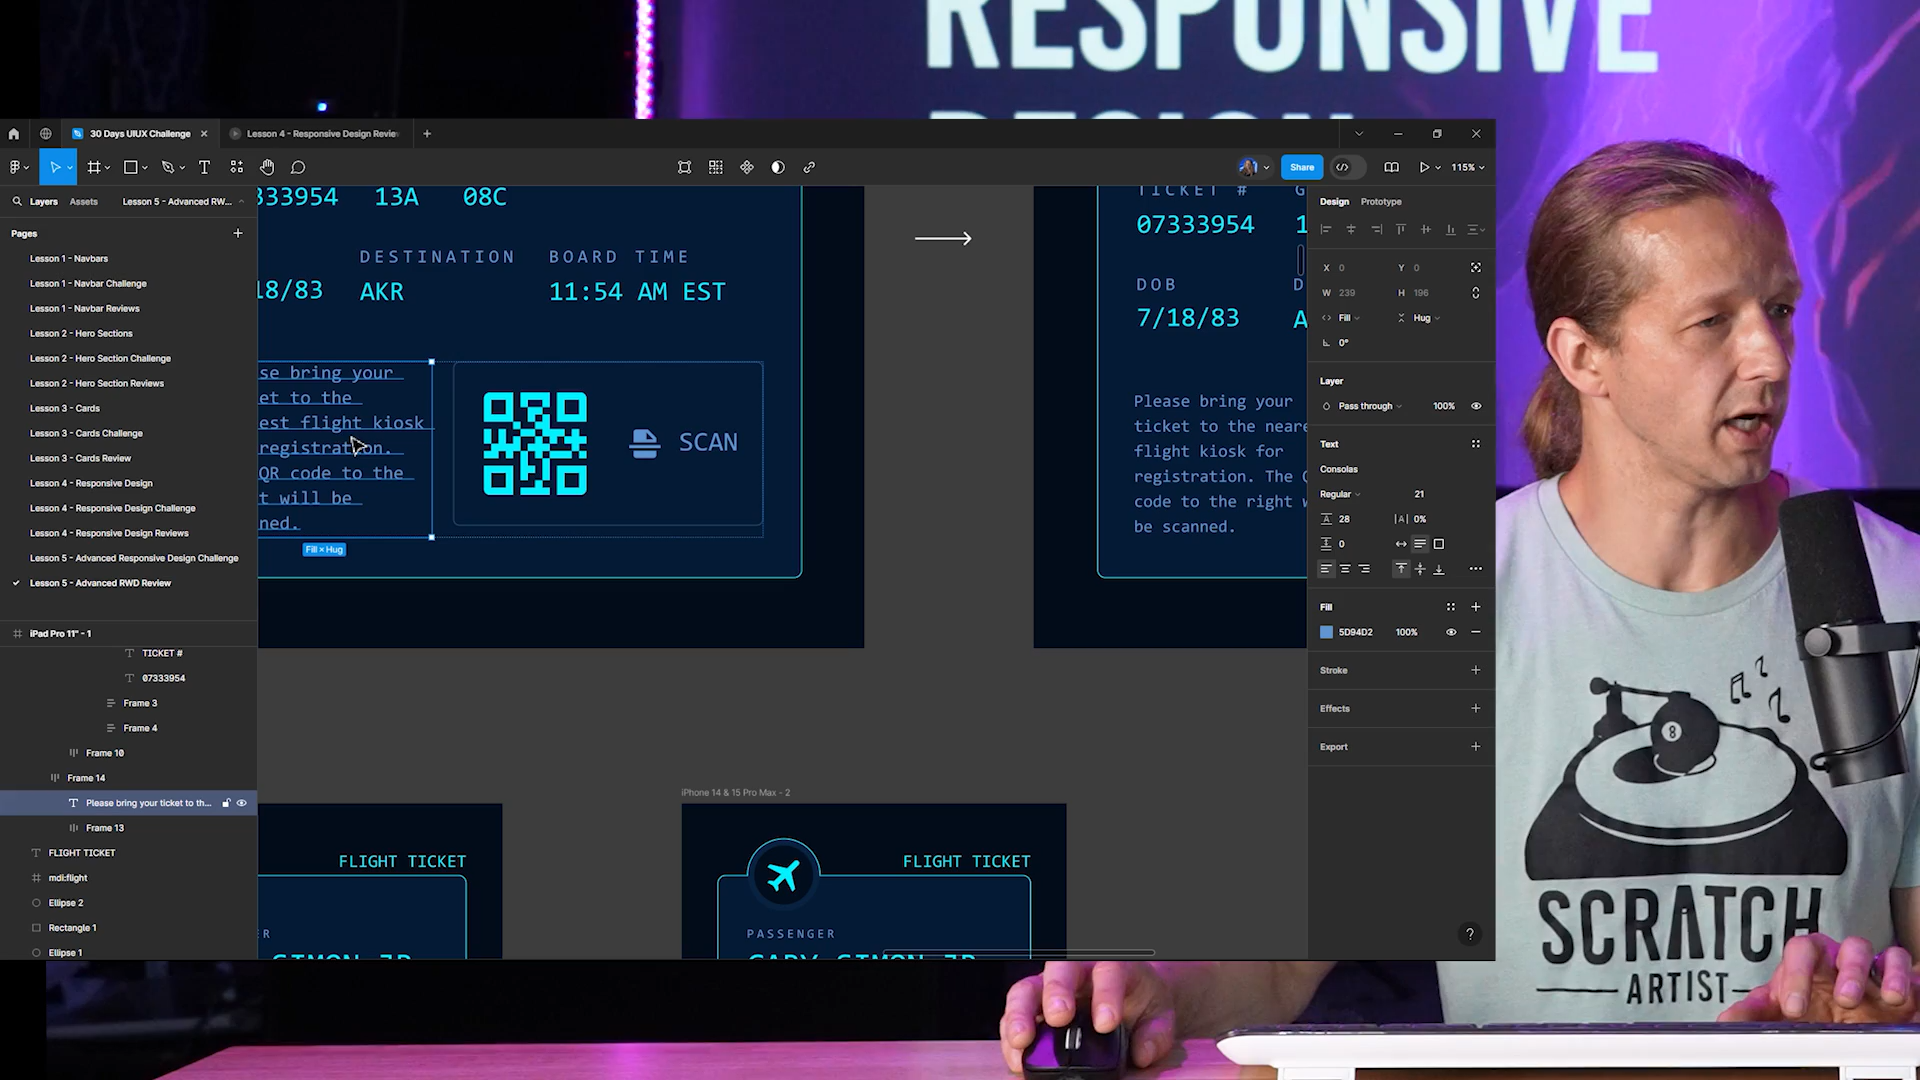 RESPONSIVE
30 Days UIUX Challenge
Lesson 4 - Responsive Design Revie
Share
115%
Layers
Assets
Lesson 5 - Advanced RW...
Pages
Lesson 1 - Navbars
Lesson 1 - Navbar Challenge
Lesson 1 - Navbar Reviews
Lesson 2 - Hero Sections
Lesson 2 - Hero Section Challenge
Lesson 2 - Hero Section Reviews
Lesson 3 - Cards
Lesson 3 - Cards Challenge
Lesson 3 - Cards Review
Lesson 4 - Responsive Design
Lesson 4 - Responsive Design Challenge
Lesson 4 - Responsive Design Reviews
Lesson 5 - Advanced Responsive Design Challenge
Lesson 5 - Advanced RWD Review
iPad Pro 11" - 1
TICKET #
07333954
Frame 3
Frame 4
Frame 10
Frame 14
Please bring your ticket to th...
Frame 13
FLIGHT TICKET
mdi:flight
Ellipse 2
Rectangle 1
Ellipse 1
333954 13A 08C
DESTINATION BOARD TIME
18/83 AKR 11:54 AM EST
se bring your
et to the
est flight kiosk
registration.
QR code to the
t will be
ned.
Fill × Hug
SCAN
TICKET # G
07333954 1
DOB D
7/18/83 A
Please bring your
ticket to the neare
flight kiosk for
registration. The Q
code to the right w
be scanned.
FLIGHT TICKET
R
iPhone 14 & 15 Pro Max - 2
FLIGHT TICKET
PASSENGER
GARY SIMON JR
Design
Prototype
X 0
Y 0
W 239
H 196
Fill
Hug
0°
Layer
Pass through
100%
Text
Consolas
Regular
21
28
0%
0
Fill
5D94D2
100%
Stroke
Effects
Export
?
8
SCRATCH
ARTIST